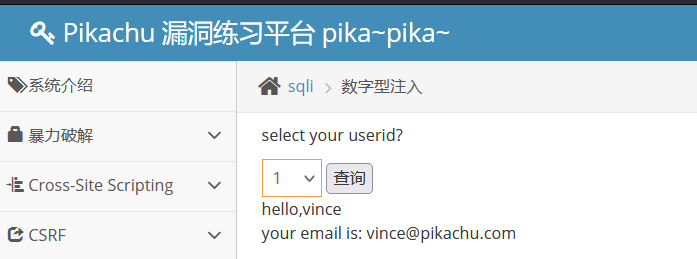 Pikachu 漏洞练习平台 pika~pika~
系统介绍
暴力破解
Cross-Site Scripting
CSRF
sqli > 数字型注入
select your userid?
1 查询
hello,vince
your email is: vince@pikachu.com